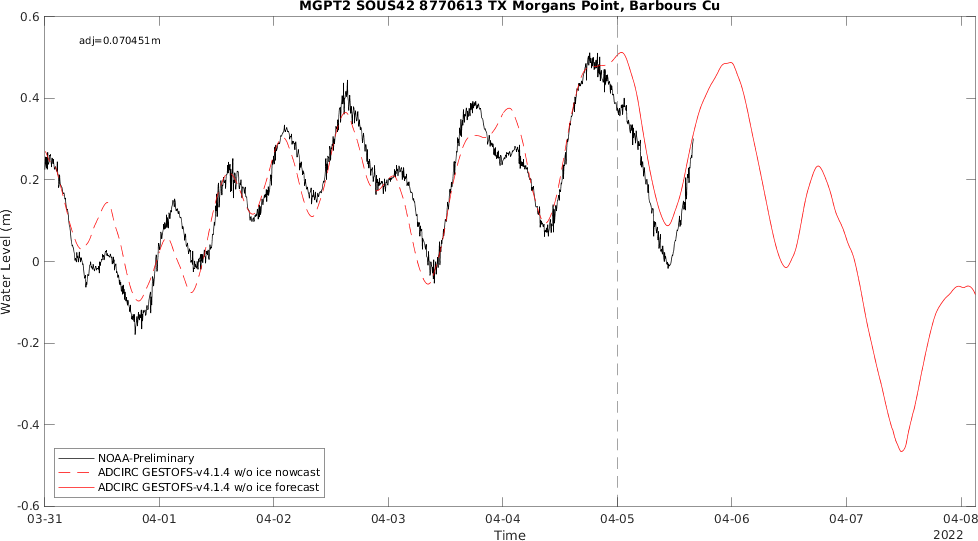 MGPT2 SOUS42 8770613 TX Morgans Point, Barbours Cu
adj=0.070451m
0.6
0.4
0.2
0
-0.2
-0.4
-0.6
Water Level (m)
NOAA-Preliminary
ADCIRC GESTOFS-v4.1.4 w/o ice nowcast
ADCIRC GESTOFS-v4.1.4 w/o ice forecast
03-31 04-01 04-02 04-03 04-04 04-05 04-06 04-07 04-08
Time
2022